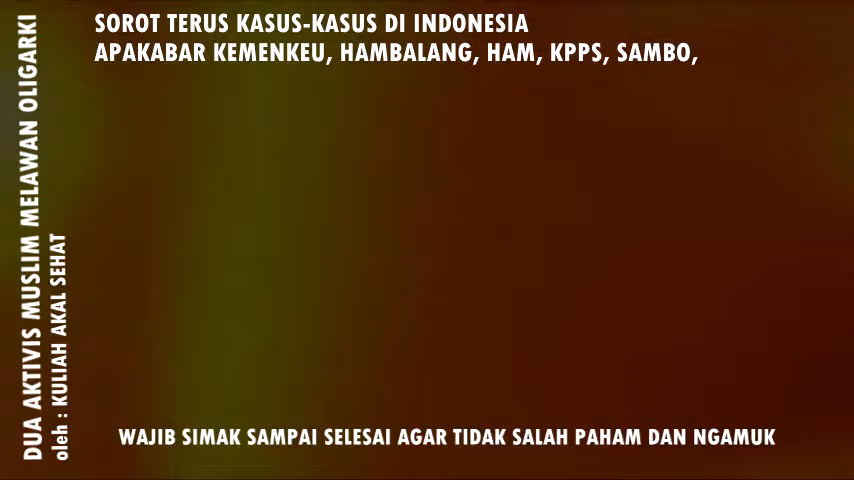 SOROT TERUS KASUS-KASUS DI INDONESIA
APAKABAR KEMENKEU, HAMBALANG, HAM, KPPS, SAMBO,
DUA AKTIVIS MUSLIM MELAWAN OLIGARKI
oleh : KULIAH AKAL SEHAT
WAJIB SIMAK SAMPAI SELESAI AGAR TIDAK SALAH PAHAM DAN NGAMUK